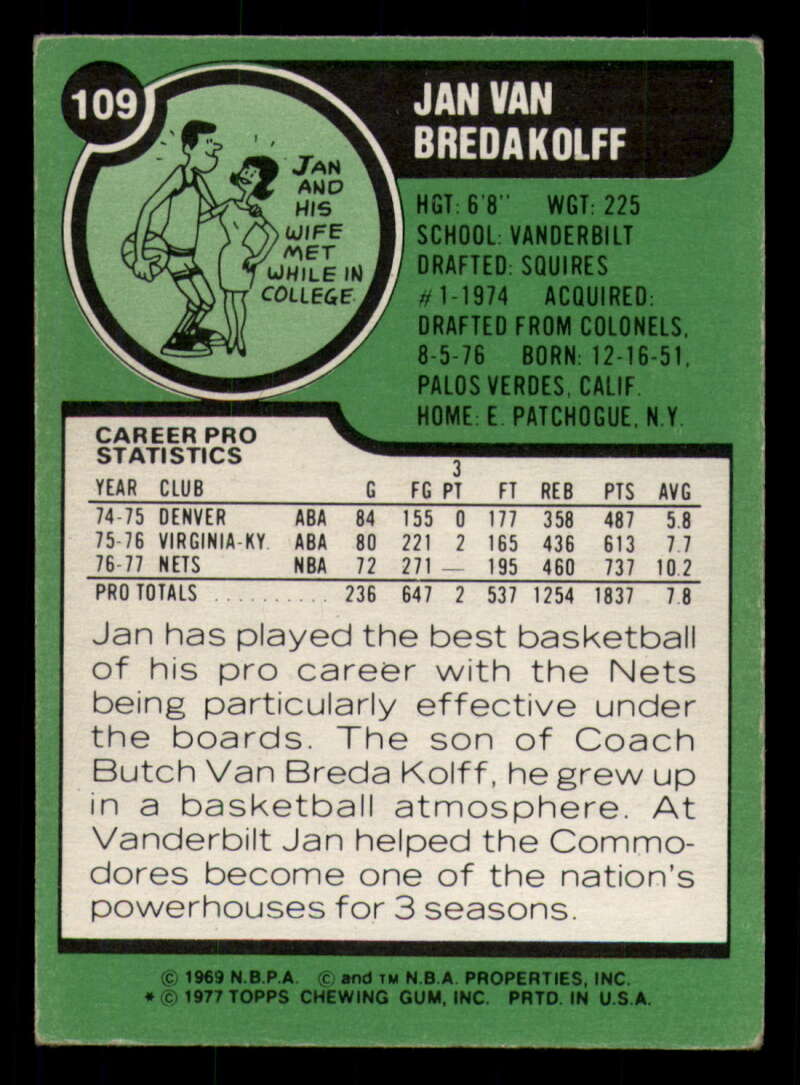 109
JAN VAN
BREDA KOLFF
JAN
AND
HIS
WIFE
MET
WHILE IN
COLLEGE.
HGT: 6'8" WGT: 225
SCHOOL: VANDERBILT
DRAFTED: SQUIRES
#1-1974 ACQUIRED:
DRAFTED FROM COLONELS,
8-5-76 BORN: 12-16-51,
PALOS VERDES, CALIF.
HOME: E. PATCHOGUE, N.Y.
CAREER PRO
STATISTICS
3
YEAR CLUB G FG PT FT REB PTS AVG
74-75 DENVER ABA 84 155 0 177 358 487 5.8
75-76 VIRGINIA-KY. ABA 80 221 2 165 436 613 7.7
76-77 NETS NBA 72 271 — 195 460 737 10.2
PRO TOTALS .......... 236 647 2 537 1254 1837 7.8
Jan has played the best basketball
of his pro career with the Nets
being particularly effective under
the boards. The son of Coach
Butch Van Breda Kolff, he grew up
in a basketball atmosphere. At
Vanderbilt Jan helped the Commo-
dores become one of the nation's
powerhouses for 3 seasons.
© 1969 N.B.P.A. © and TM N.B.A. PROPERTIES, INC.
* © 1977 TOPPS CHEWING GUM, INC. PRTD. IN U.S.A.